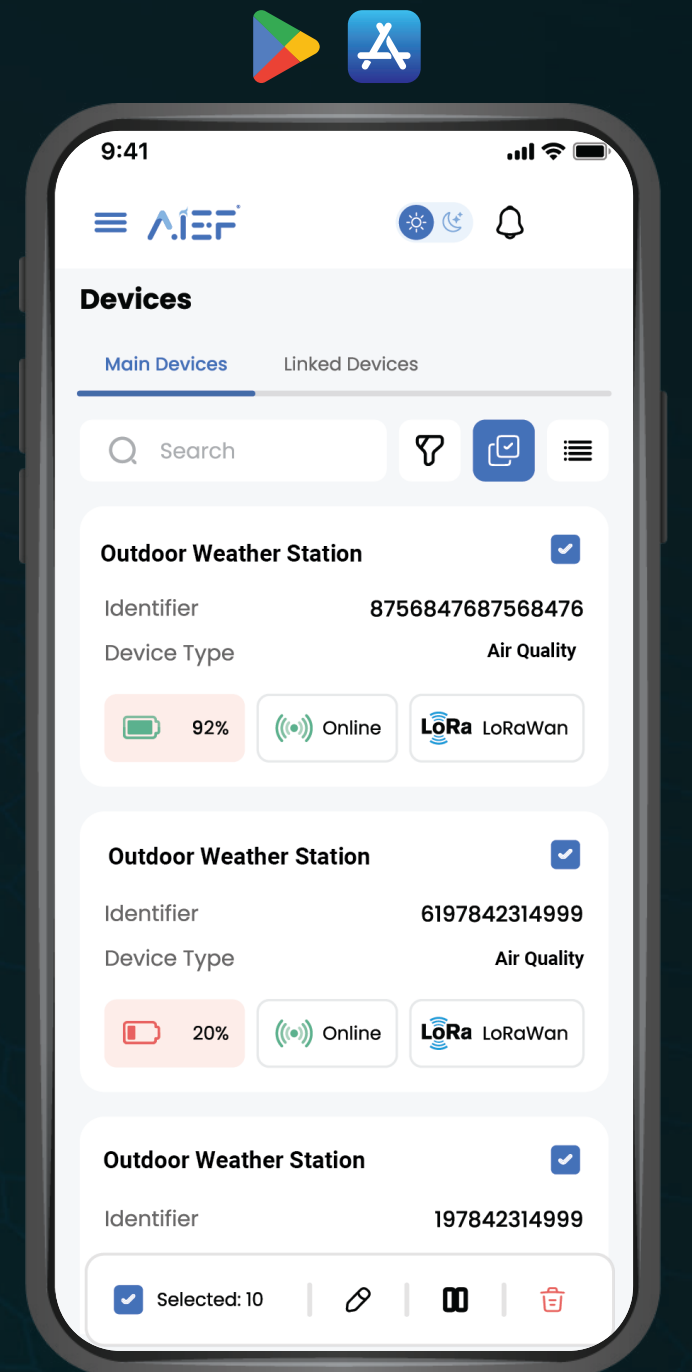 9:41
AIEF
Devices
Main Devices Linked Devices
Search
Outdoor Weather Station
Identifier 8756847687568476
Device Type Air Quality
92% Online LoRa LoRaWan
Outdoor Weather Station
Identifier 6197842314999
Device Type Air Quality
20% Online LoRa LoRaWan
Outdoor Weather Station
Identifier 197842314999
Selected: 10